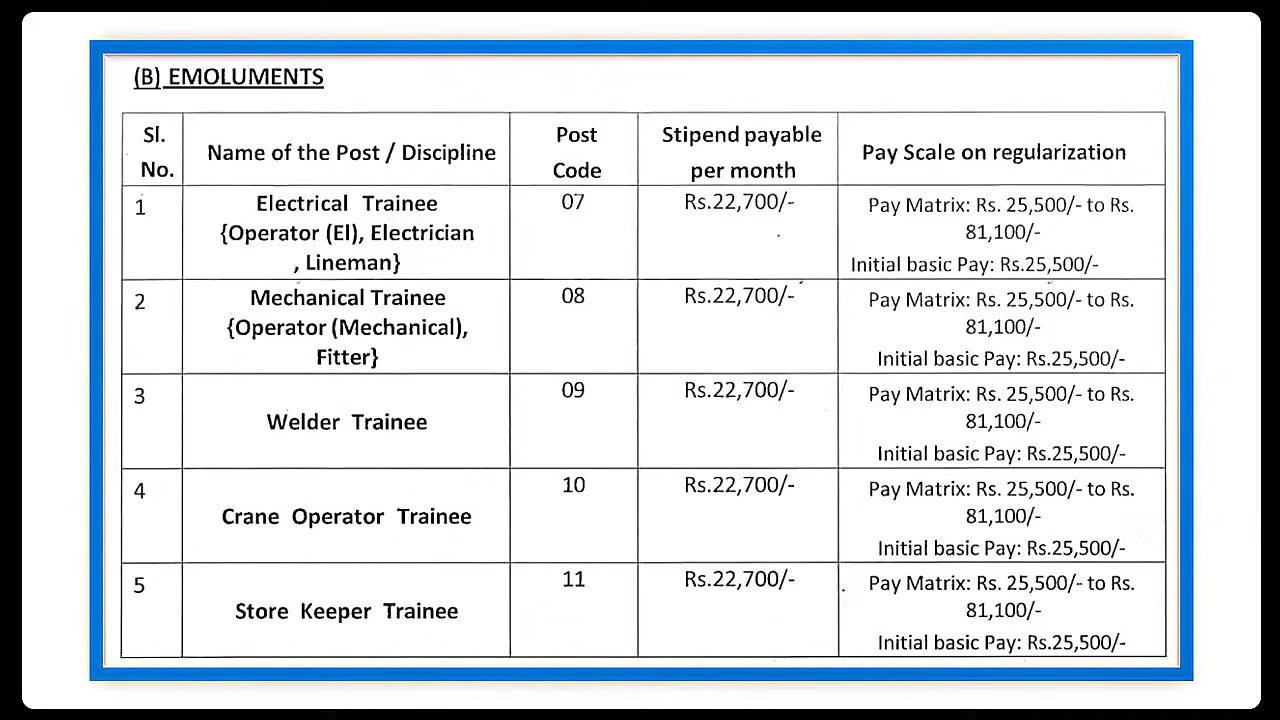 (B) EMOLUMENTS
Sl. No. Name of the Post / Discipline Post Code Stipend payable per month Pay Scale on regularization
1 Electrical Trainee {Operator (El), Electrician , Lineman} 07 Rs.22,700/- Pay Matrix: Rs. 25,500/- to Rs. 81,100/- Initial basic Pay: Rs.25,500/-
2 Mechanical Trainee {Operator (Mechanical), Fitter} 08 Rs.22,700/- Pay Matrix: Rs. 25,500/- to Rs. 81,100/- Initial basic Pay: Rs.25,500/-
3 Welder Trainee 09 Rs.22,700/- Pay Matrix: Rs. 25,500/- to Rs. 81,100/- Initial basic Pay: Rs.25,500/-
4 Crane Operator Trainee 10 Rs.22,700/- Pay Matrix: Rs. 25,500/- to Rs. 81,100/- Initial basic Pay: Rs.25,500/-
5 Store Keeper Trainee 11 Rs.22,700/- Pay Matrix: Rs. 25,500/- to Rs. 81,100/- Initial basic Pay: Rs.25,500/-